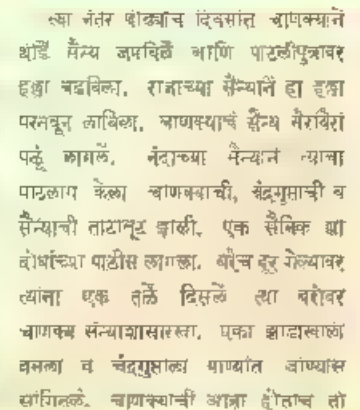 त्या नंतर थोड्याच दिवसांत चाणक्यानें
थोडें सैन्य जमविलें आणि पाटलीपुत्रावर
हल्ला चढविला. राजाच्या सैन्यानें हा हल्ला
परतवून लाविला. चाणक्याचें सैन्य सैरावैरां
पळूं लागलें. नंदाच्या सैन्यानं त्याचा
पाठलाग केला चाणक्याची, चंद्रगुप्ताची व
सैन्याची ताटातूट झाली. एक सैनिक ह्या
दोघांच्या पाठीस लागला. बरेच दूर गेल्यावर
त्यांना एक तळें दिसलें त्या बरोबर
चाणक्य संन्याशासारखा, एका झाडाखालीं
बसला व चंद्रगुप्ताला पाण्यांत जाण्यास
सांगितलें. चाणक्याची आज्ञा होताच तो